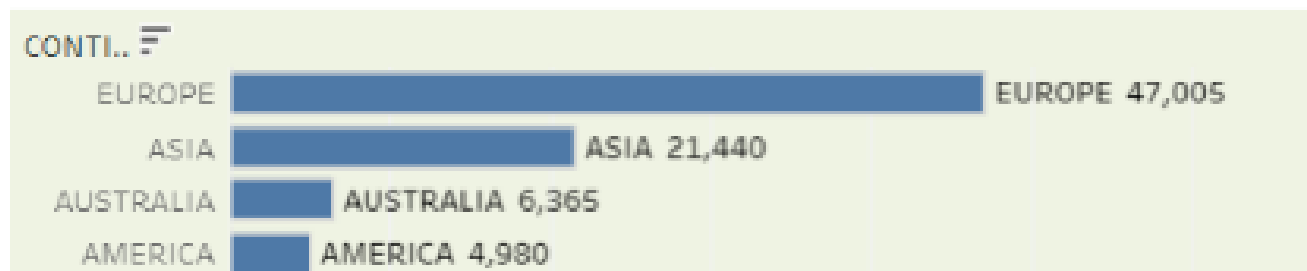 CONTI..
EUROPE EUROPE 47,005
ASIA ASIA 21,440
AUSTRALIA AUSTRALIA 6,365
AMERICA AMERICA 4,980